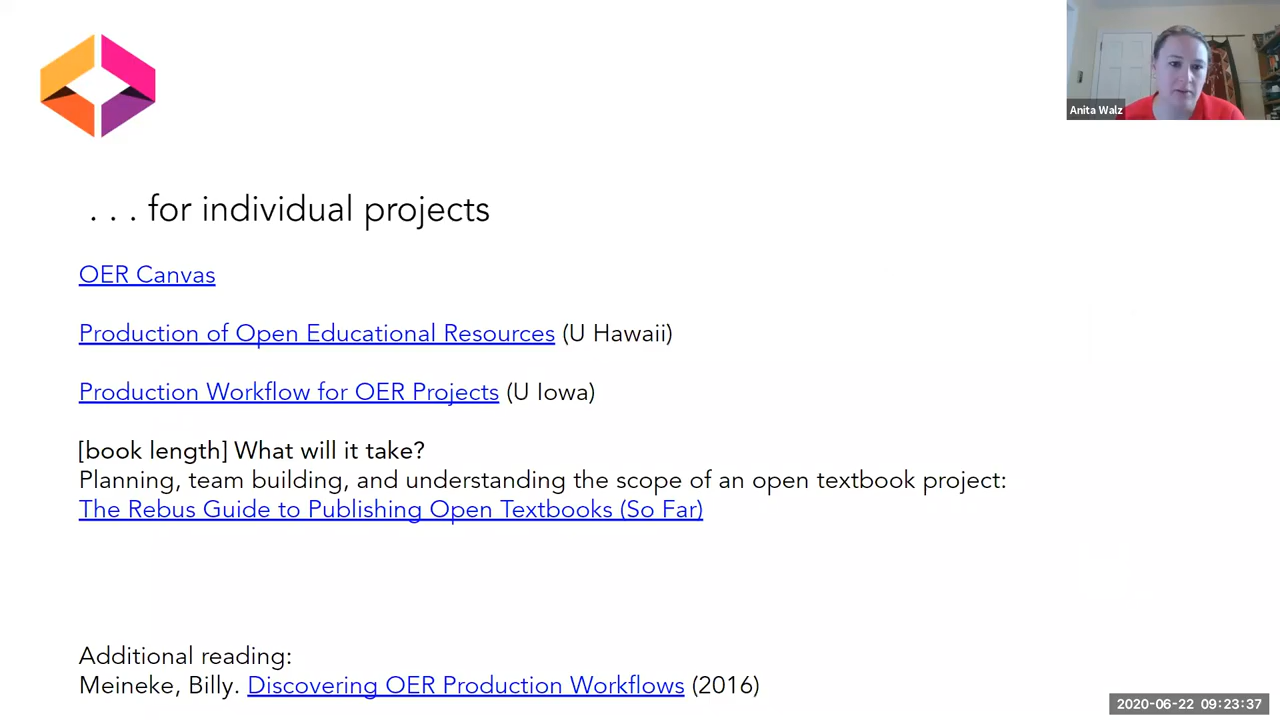 Anita Walz
. . . for individual projects
OER Canvas
Production of Open Educational Resources (U Hawaii)
Production Workflow for OER Projects (U Iowa)
[book length] What will it take?
Planning, team building, and understanding the scope of an open textbook project:
The Rebus Guide to Publishing Open Textbooks (So Far)
Additional reading:
Meineke, Billy. Discovering OER Production Workflows (2016)
2020-06-22 09:23:37